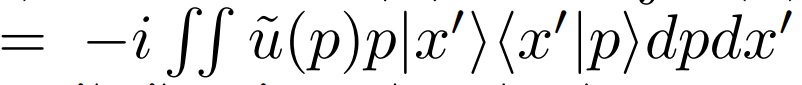 = −i ∬ ũ(p)p|x′⟩⟨x′|p⟩dpdx′